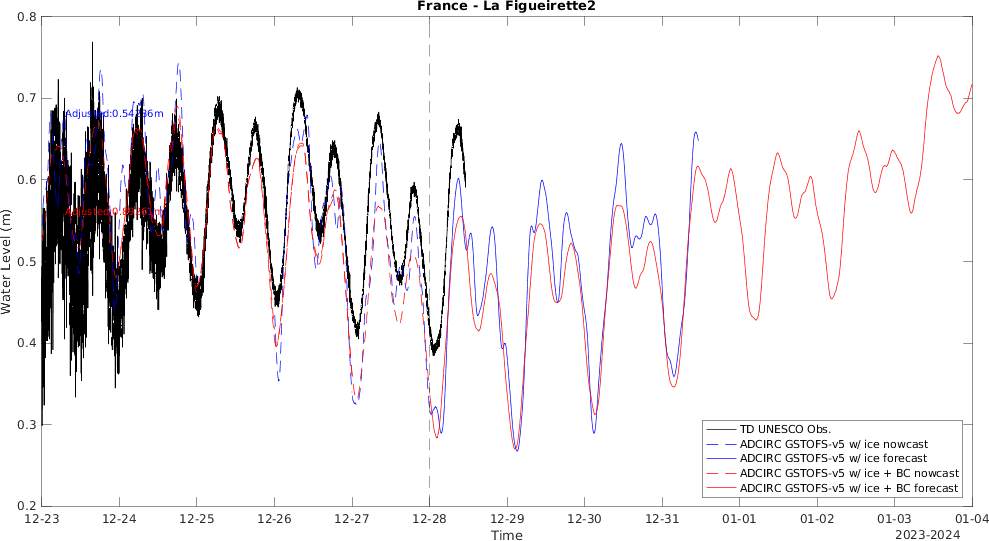 France - La Figueirette2
Water Level (m)
0.8
0.7
0.6
0.5
0.4
0.3
0.2
12-23 12-24 12-25 12-26 12-27 12-28 12-29 12-30 12-31 01-01 01-02 01-03 01-04
Time
2023-2024
TD UNESCO Obs.
ADCIRC GSTOFS-v5 w/ ice nowcast
ADCIRC GSTOFS-v5 w/ ice forecast
ADCIRC GSTOFS-v5 w/ ice + BC nowcast
ADCIRC GSTOFS-v5 w/ ice + BC forecast